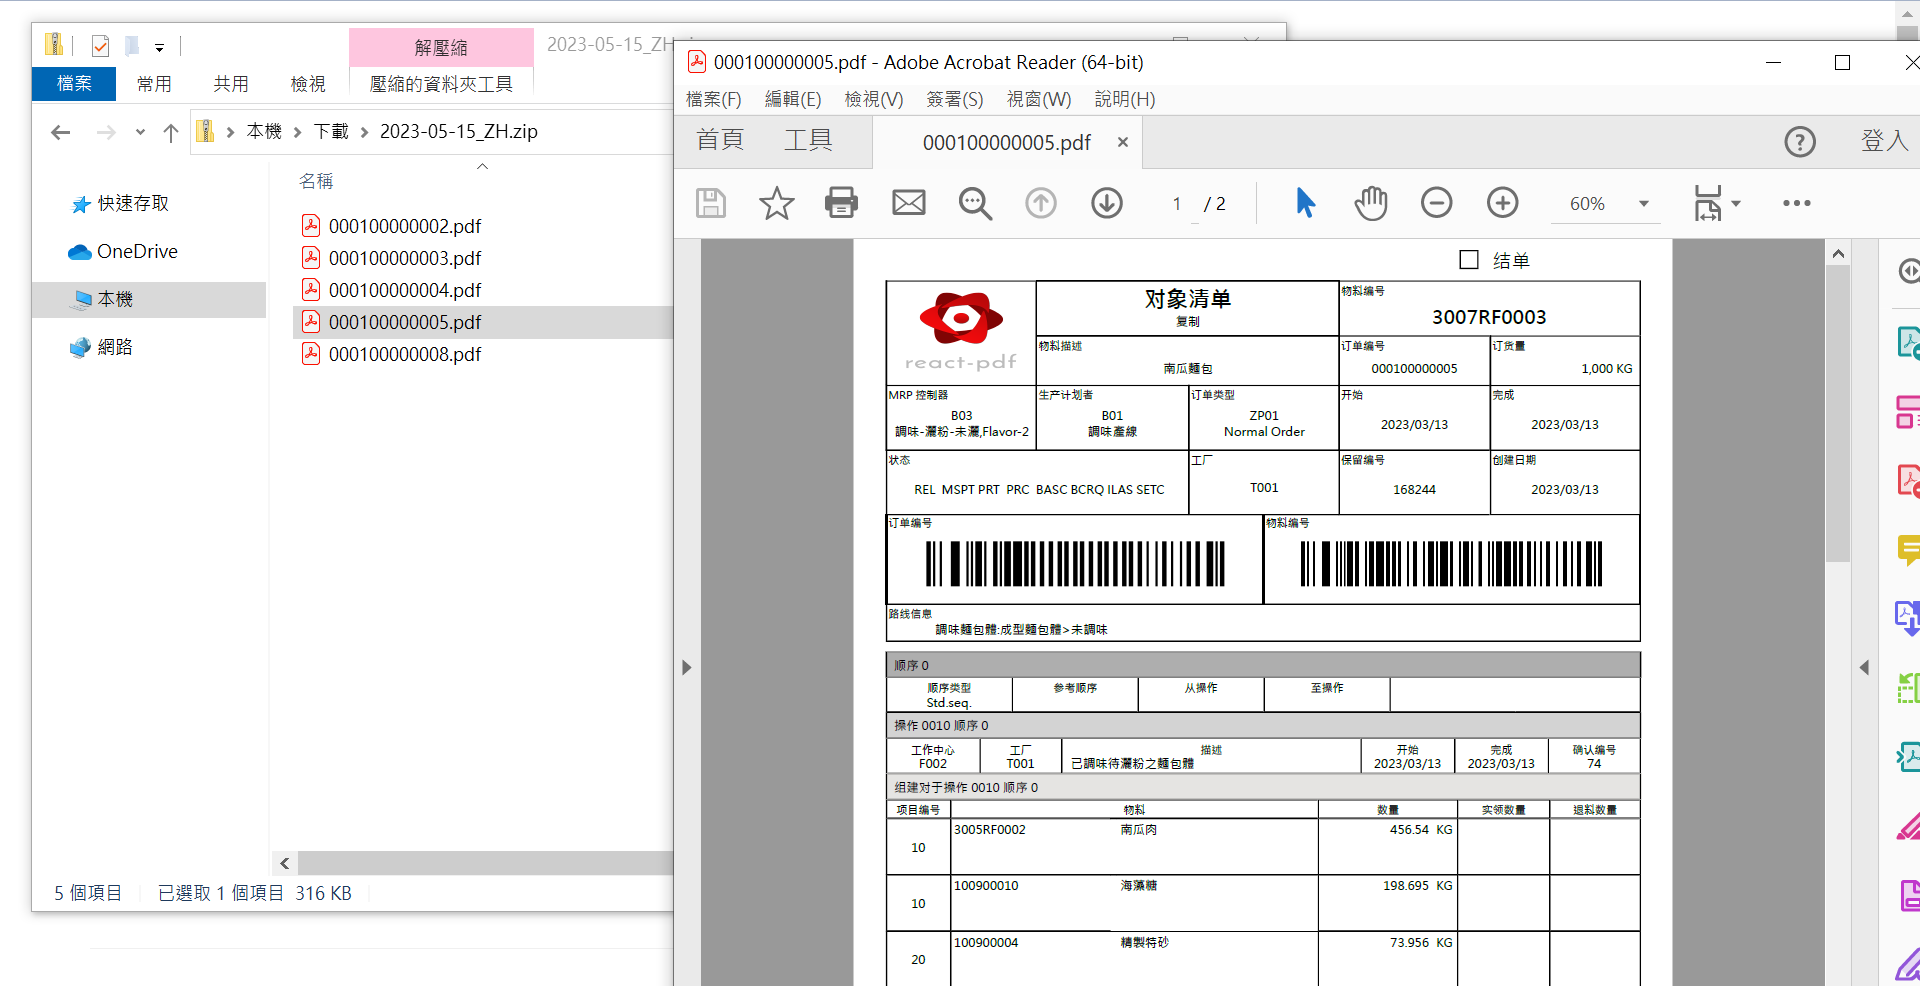 解壓縮
2023-05-15_ZH.zip
檔案
常用
共用
檢視
壓縮的資料夾工具
本機
下載
2023-05-15_ZH.zip
名稱
快速存取
OneDrive
本機
網路
000100000002.pdf
000100000003.pdf
000100000004.pdf
000100000005.pdf
000100000008.pdf
5 個項目
已選取 1 個項目 316 KB
000100000005.pdf - Adobe Acrobat Reader (64-bit)
檔案(F) 編輯(E) 檢視(V) 簽署(S) 視窗(W) 說明(H)
首頁
工具
000100000005.pdf
登入
1 / 2
60%
结单
react-pdf
对象清单
复制
物料编号
3007RF0003
物料描述
南瓜麵包
订单编号
000100000005
订货量
1,000 KG
MRP 控制器
B03
調味-灑粉-未灑,Flavor-2
生产计划者
B01
調味產線
订单类型
ZP01
Normal Order
开始
2023/03/13
完成
2023/03/13
状态
REL MSPT PRT PRC BASC BCRQ ILAS SETC
工厂
T001
保留编号
168244
创建日期
2023/03/13
订单编号
物料编号
路线信息
調味麵包體:成型麵包體>未調味
顺序 0
顺序类型 参考顺序 从操作 至操作
Std.seq.
操作 0010 顺序 0
工作中心 工厂 描述 开始 完成 确认编号
F002 T001 已調味待灑粉之麵包體 2023/03/13 2023/03/13 74
组建对于操作 0010 顺序 0
项目编号 物料 数量 实领数量 退料数量
10 3005RF0002 南瓜肉 456.54 KG
10 100900010 海藻糖 198.695 KG
20 100900004 精製特砂 73.956 KG